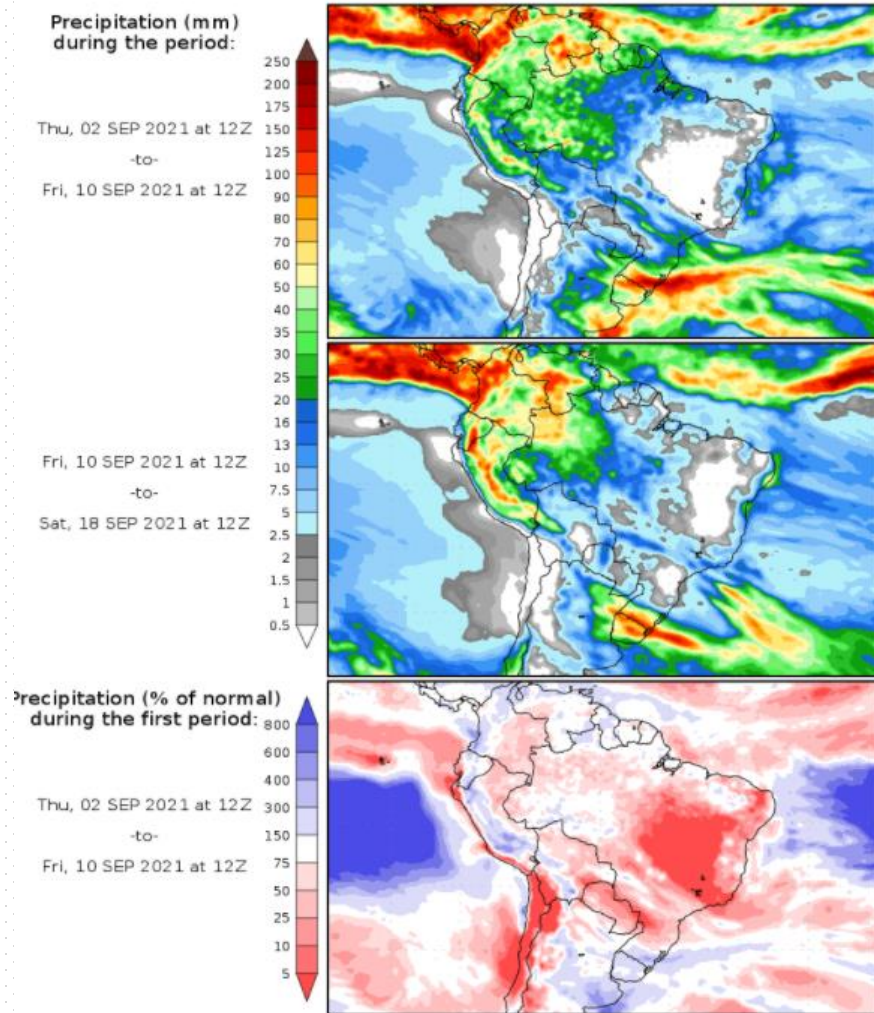 Precipitation (mm)
during the period:
250
200
175
150
125
100
90
80
70
60
50
40
35
30
25
20
16
13
10
7.5
5
2.5
2
1.5
1
0.5
Thu, 02 SEP 2021 at 12Z
-to-
Fri, 10 SEP 2021 at 12Z
Fri, 10 SEP 2021 at 12Z
-to-
Sat, 18 SEP 2021 at 12Z
Precipitation (% of normal)
during the first period:
800
600
400
300
150
75
50
25
10
5
Thu, 02 SEP 2021 at 12Z
-to-
Fri, 10 SEP 2021 at 12Z